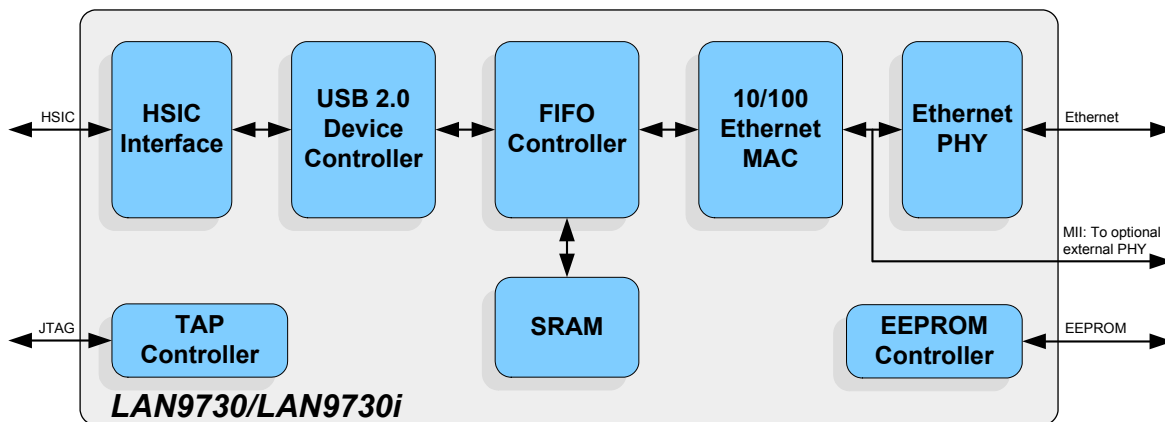 HSIC
HSIC
Interface
USB 2.0
Device
Controller
FIFO
Controller
10/100
Ethernet
MAC
Ethernet
PHY
Ethernet
MII: To optional
external PHY
SRAM
JTAG
TAP
Controller
EEPROM
Controller
EEPROM
LAN9730/LAN9730i